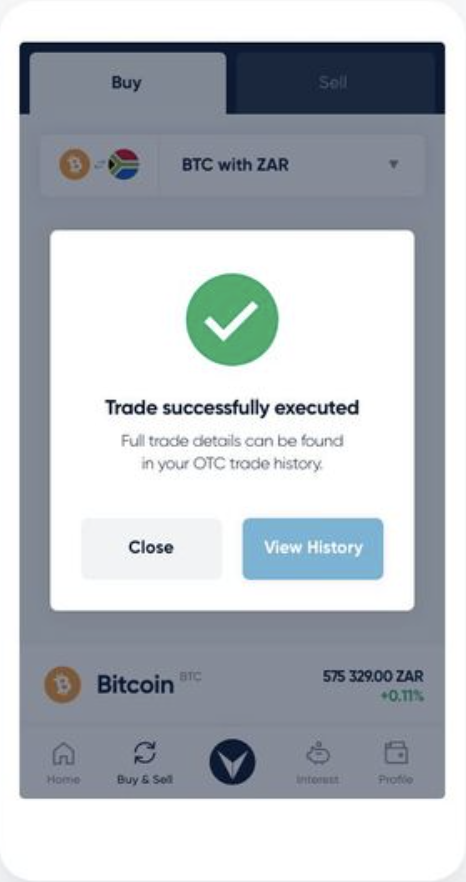 Buy
Sell
BTC with ZAR
Trade successfully executed
Full trade details can be found
in your OTC trade history.
Close
View History
Bitcoin BTC
575 329.00 ZAR
+0.11%
Home
Buy & Sell
Interest
Profile